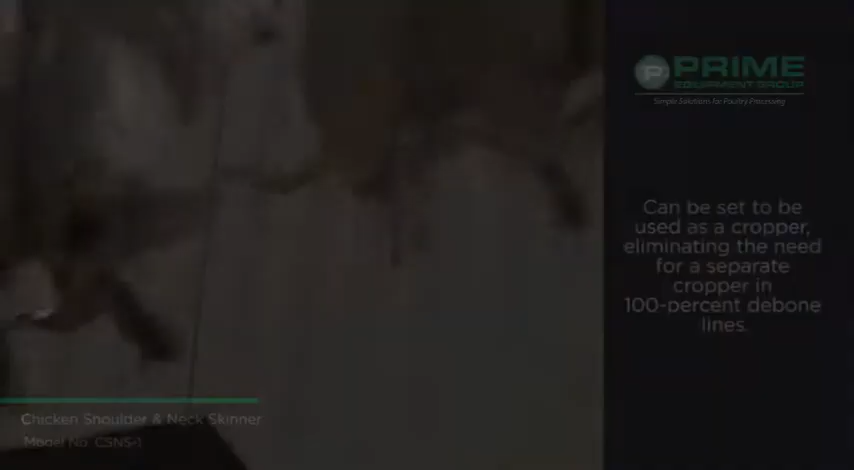 PRIME
EQUIPMENT GROUP
Simple Solutions for Poultry Processing
Can be set to be
used as a cropper,
eliminating the need
for a separate
cropper in
100-percent debone
lines.
Chicken Shoulder & Neck Skinner
Model No. CSNS-1